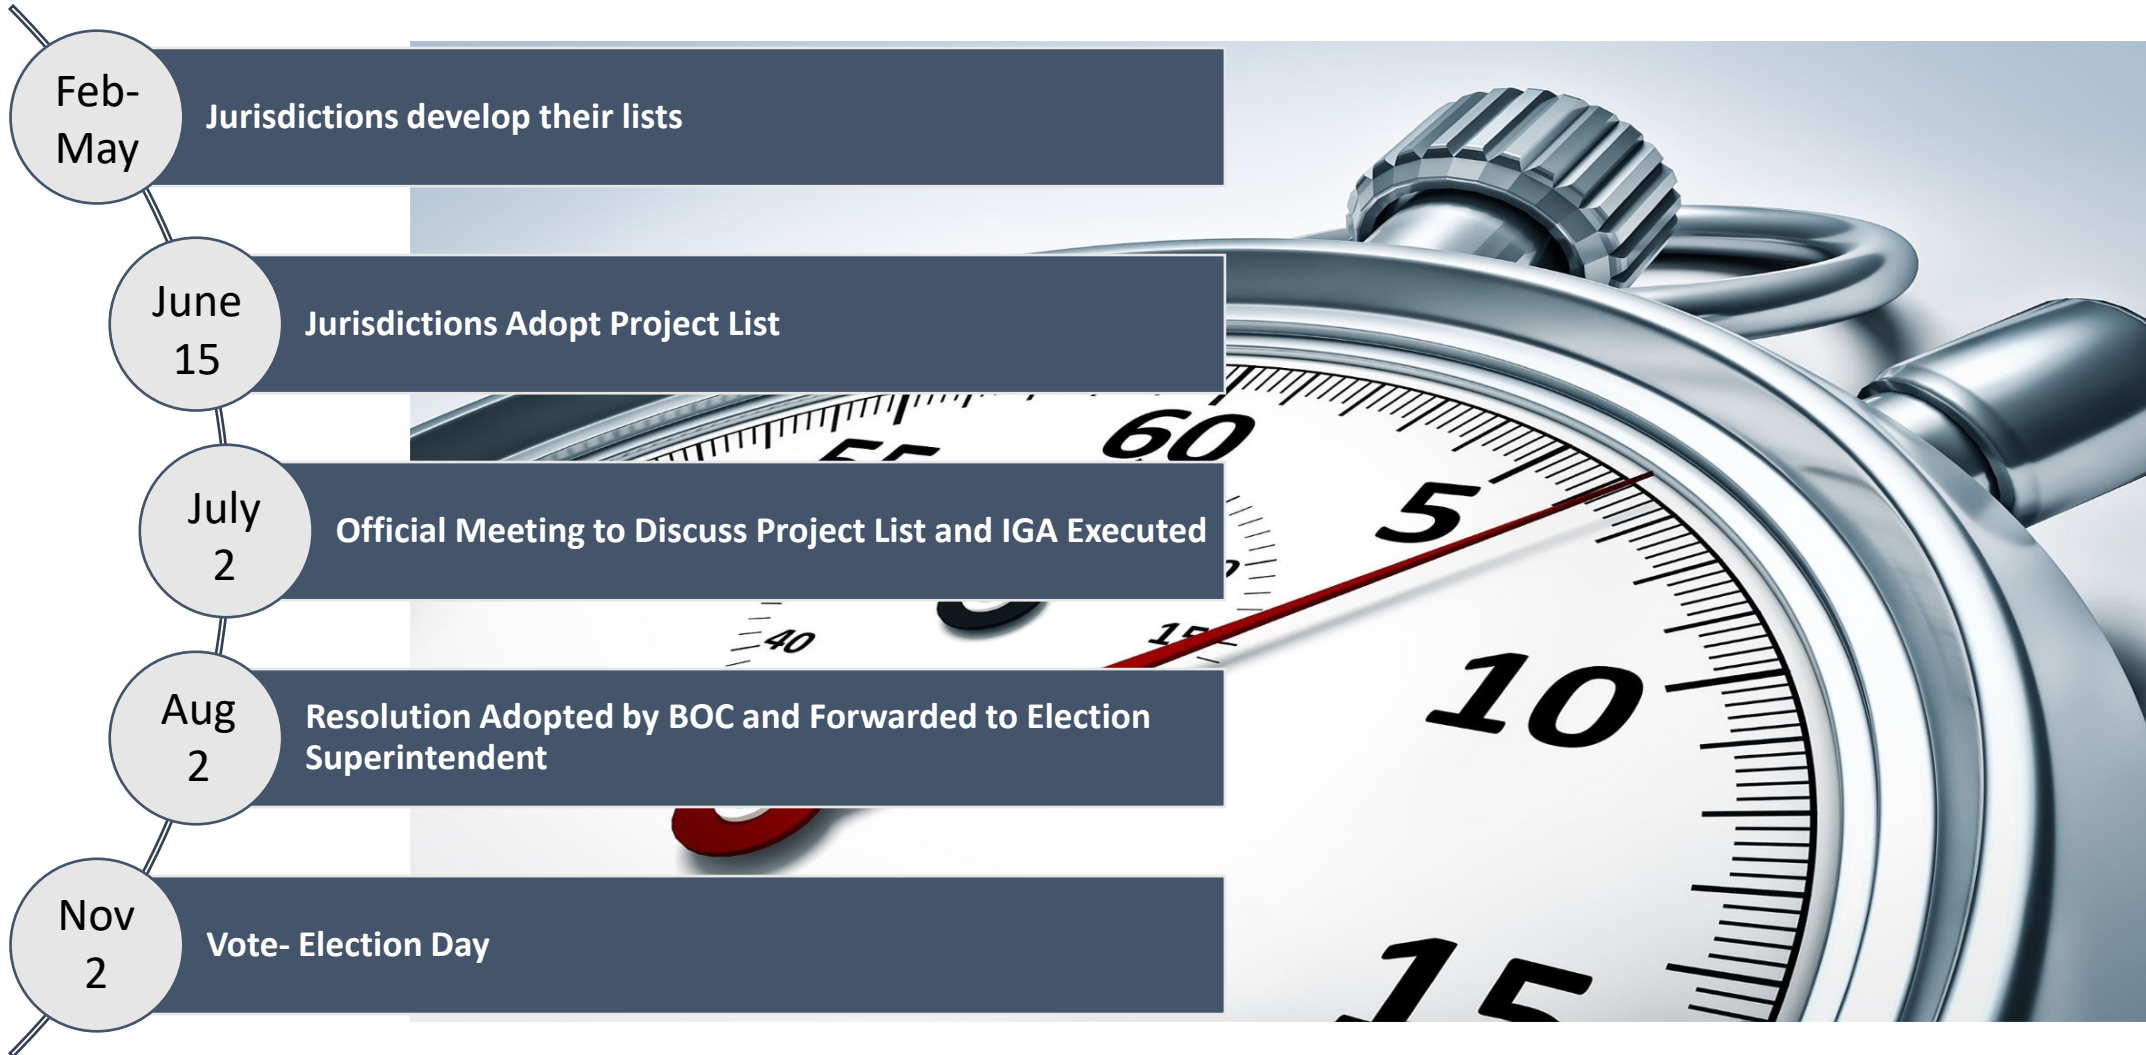 Feb-
May
Jurisdictions develop their lists
June
15
Jurisdictions Adopt Project List
July
2
Official Meeting to Discuss Project List and IGA Executed
Aug
2
Resolution Adopted by BOC and Forwarded to Election
Superintendent
Nov
2
Vote- Election Day
55
60
5
40
15
10
15